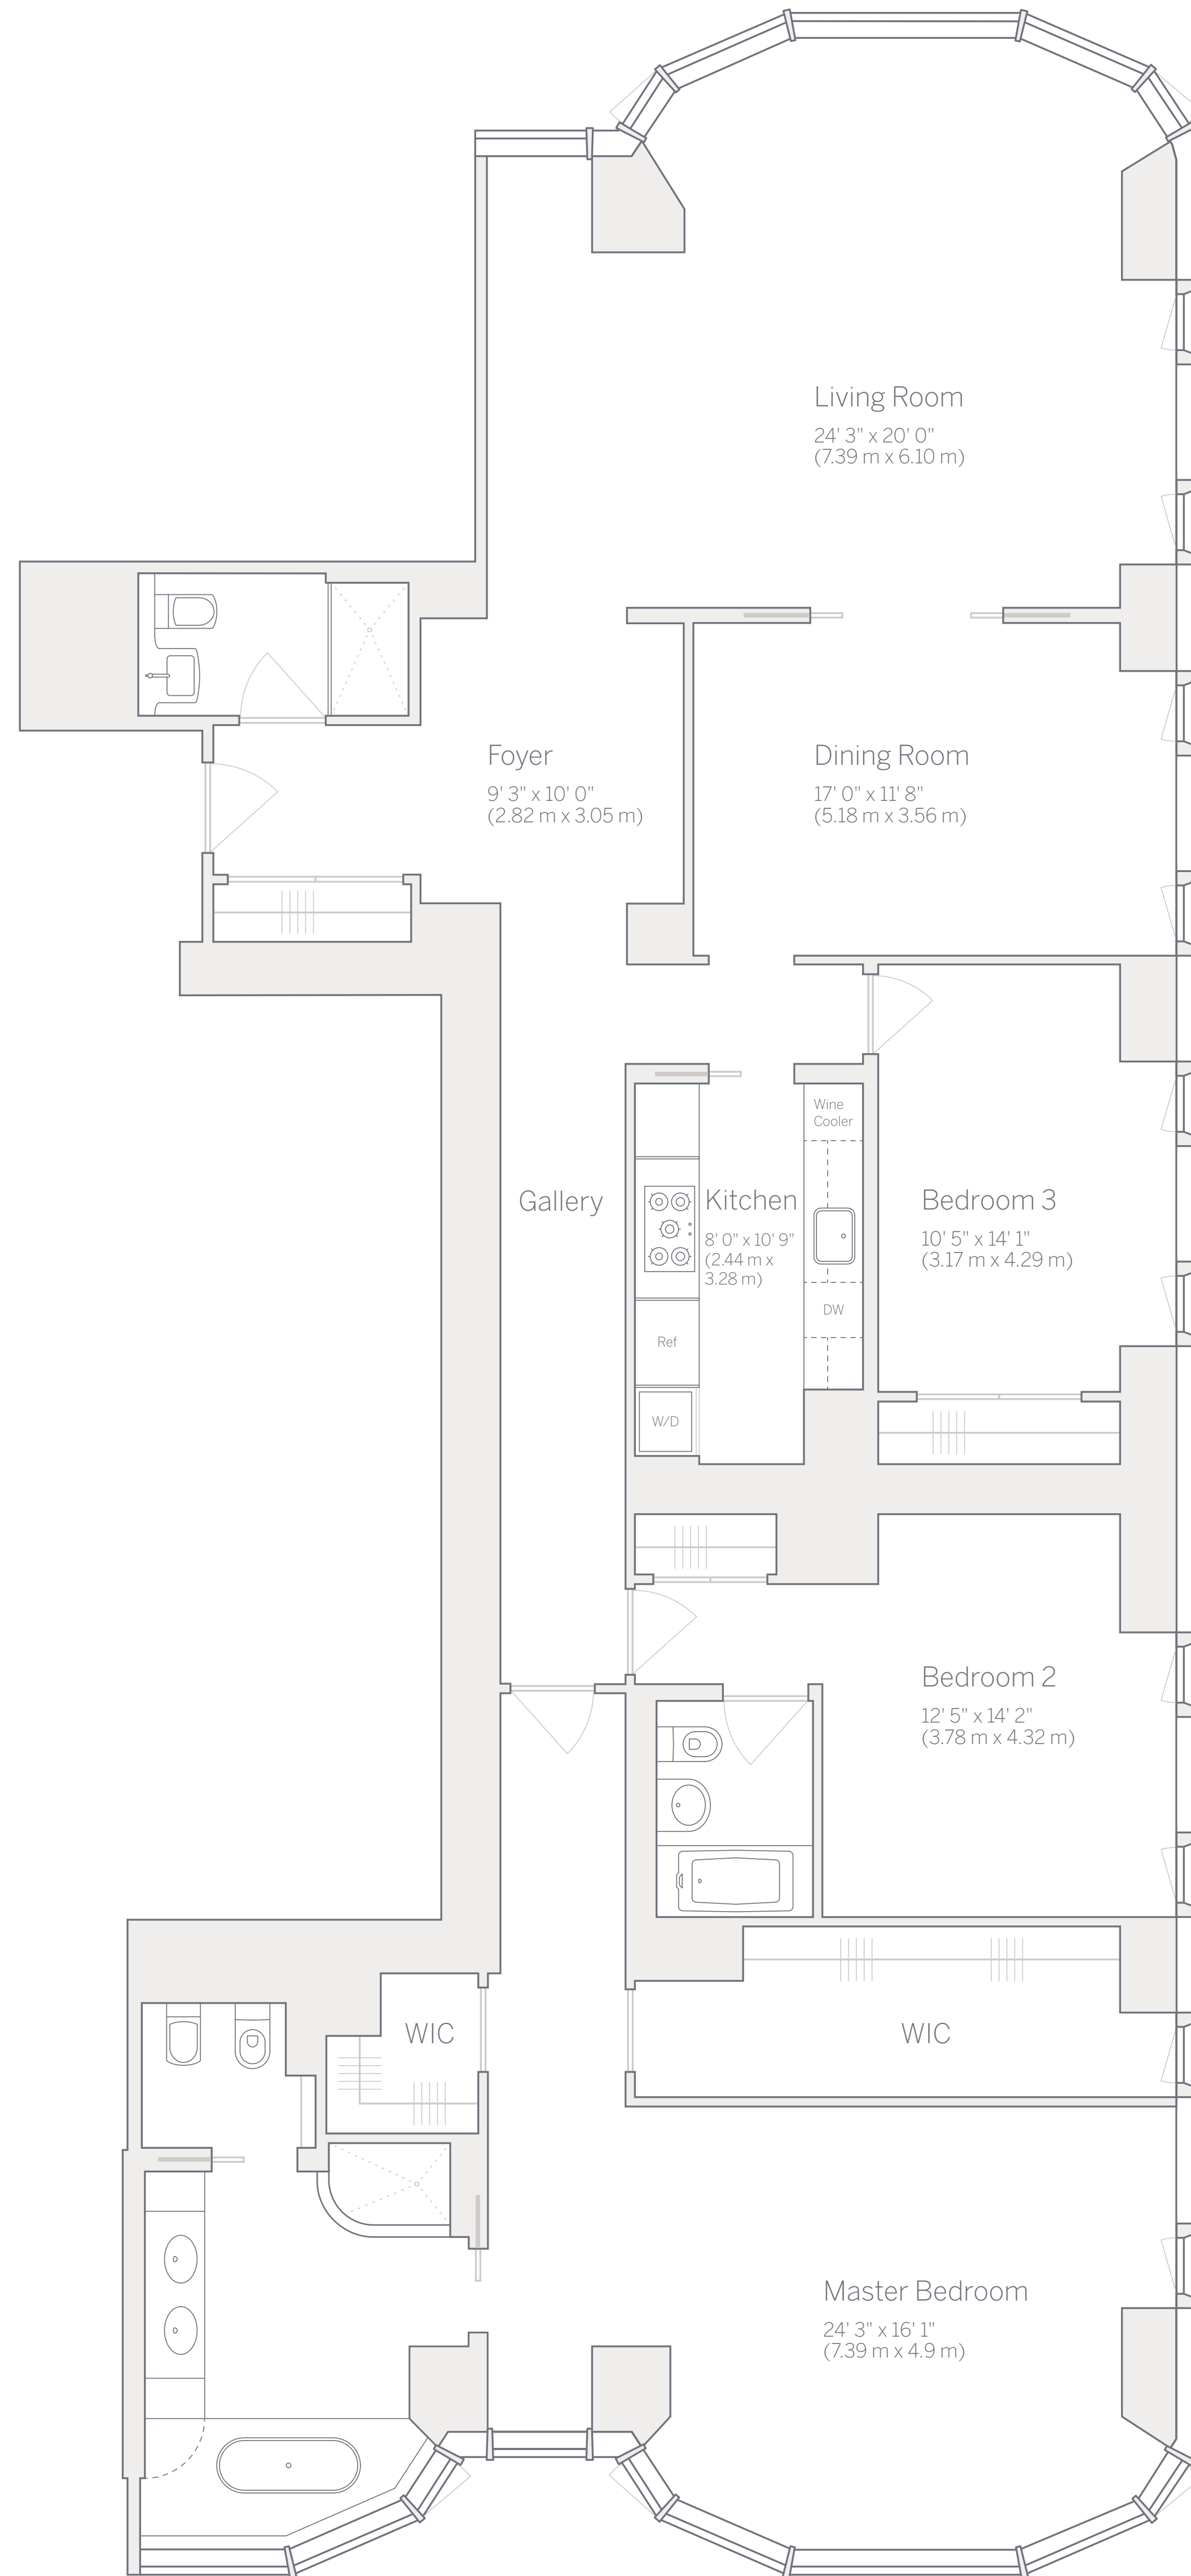 Living Room
24' 3" x 20' 0"
(7.39 m x 6.10 m)
Foyer
9' 3" x 10' 0"
(2.82 m x 3.05 m)
Dining Room
17' 0" x 11' 8"
(5.18 m x 3.56 m)
Wine
Cooler
Gallery
Kitchen
8' 0" x 10' 9"
(2.44 m x
3.28 m)
Bedroom 3
10' 5" x 14' 1"
(3.17 m x 4.29 m)
DW
Ref
W/D
Bedroom 2
12' 5" x 14' 2"
(3.78 m x 4.32 m)
WIC
WIC
Master Bedroom
24' 3" x 16' 1"
(7.39 m x 4.9 m)